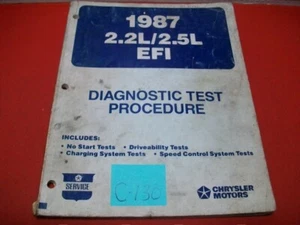 1987
2.2L/2.5L
EFI
DIAGNOSTIC TEST
PROCEDURE
INCLUDES:
• No Start Tests • Driveability Tests
• Charging System Tests • Speed Control System Tests
SERVICE
C-130
CHRYSLER
MOTORS